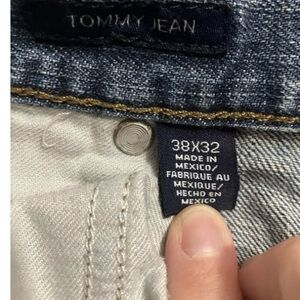 TOMMY JEAN
38X32
MADE IN
MEXICO/
FABRIQUE AU
MEXIQUE/
HECHO EN
MEXICO